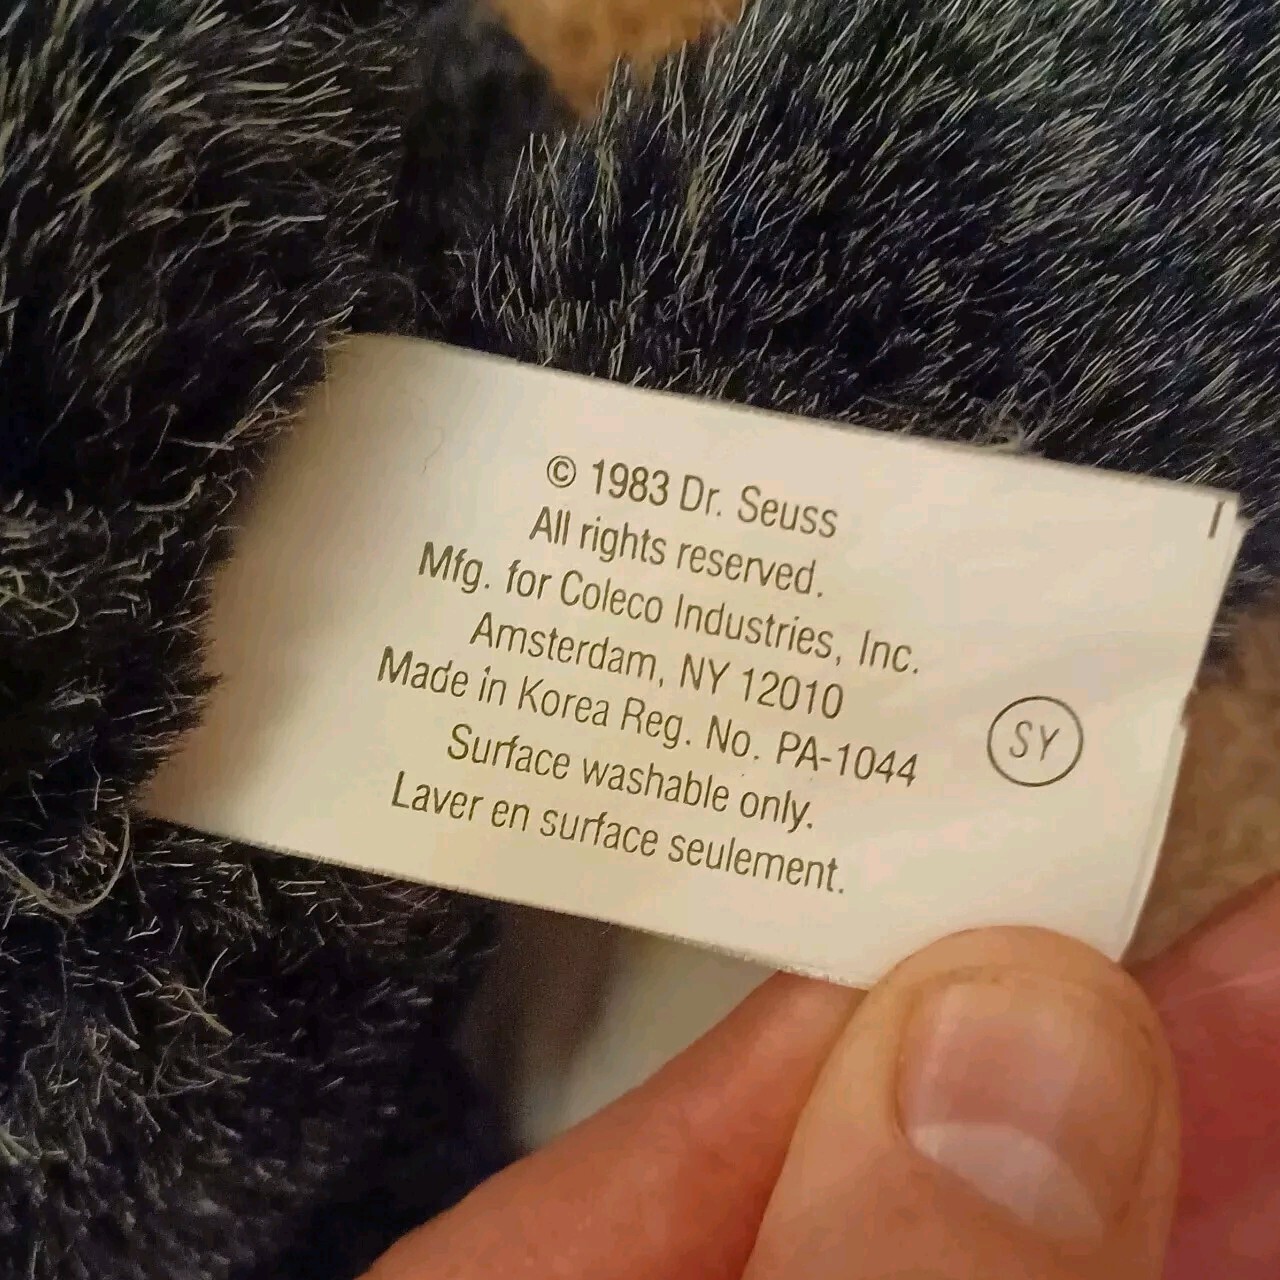 © 1983 Dr. Seuss
All rights reserved.
Mfg. for Coleco Industries, Inc.
Amsterdam, NY 12010
Made in Korea Reg. No. PA-1044
Surface washable only.
Laver en surface seulement.
SY